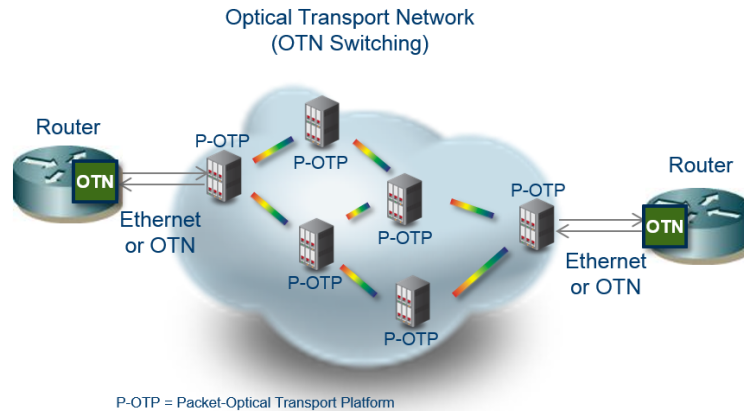 Optical Transport Network
(OTN Switching)
Router
OTN
Ethernet
or OTN
P-OTP
P-OTP
P-OTP
P-OTP
P-OTP
P-OTP
Router
OTN
Ethernet
or OTN
P-OTP = Packet-Optical Transport Platform